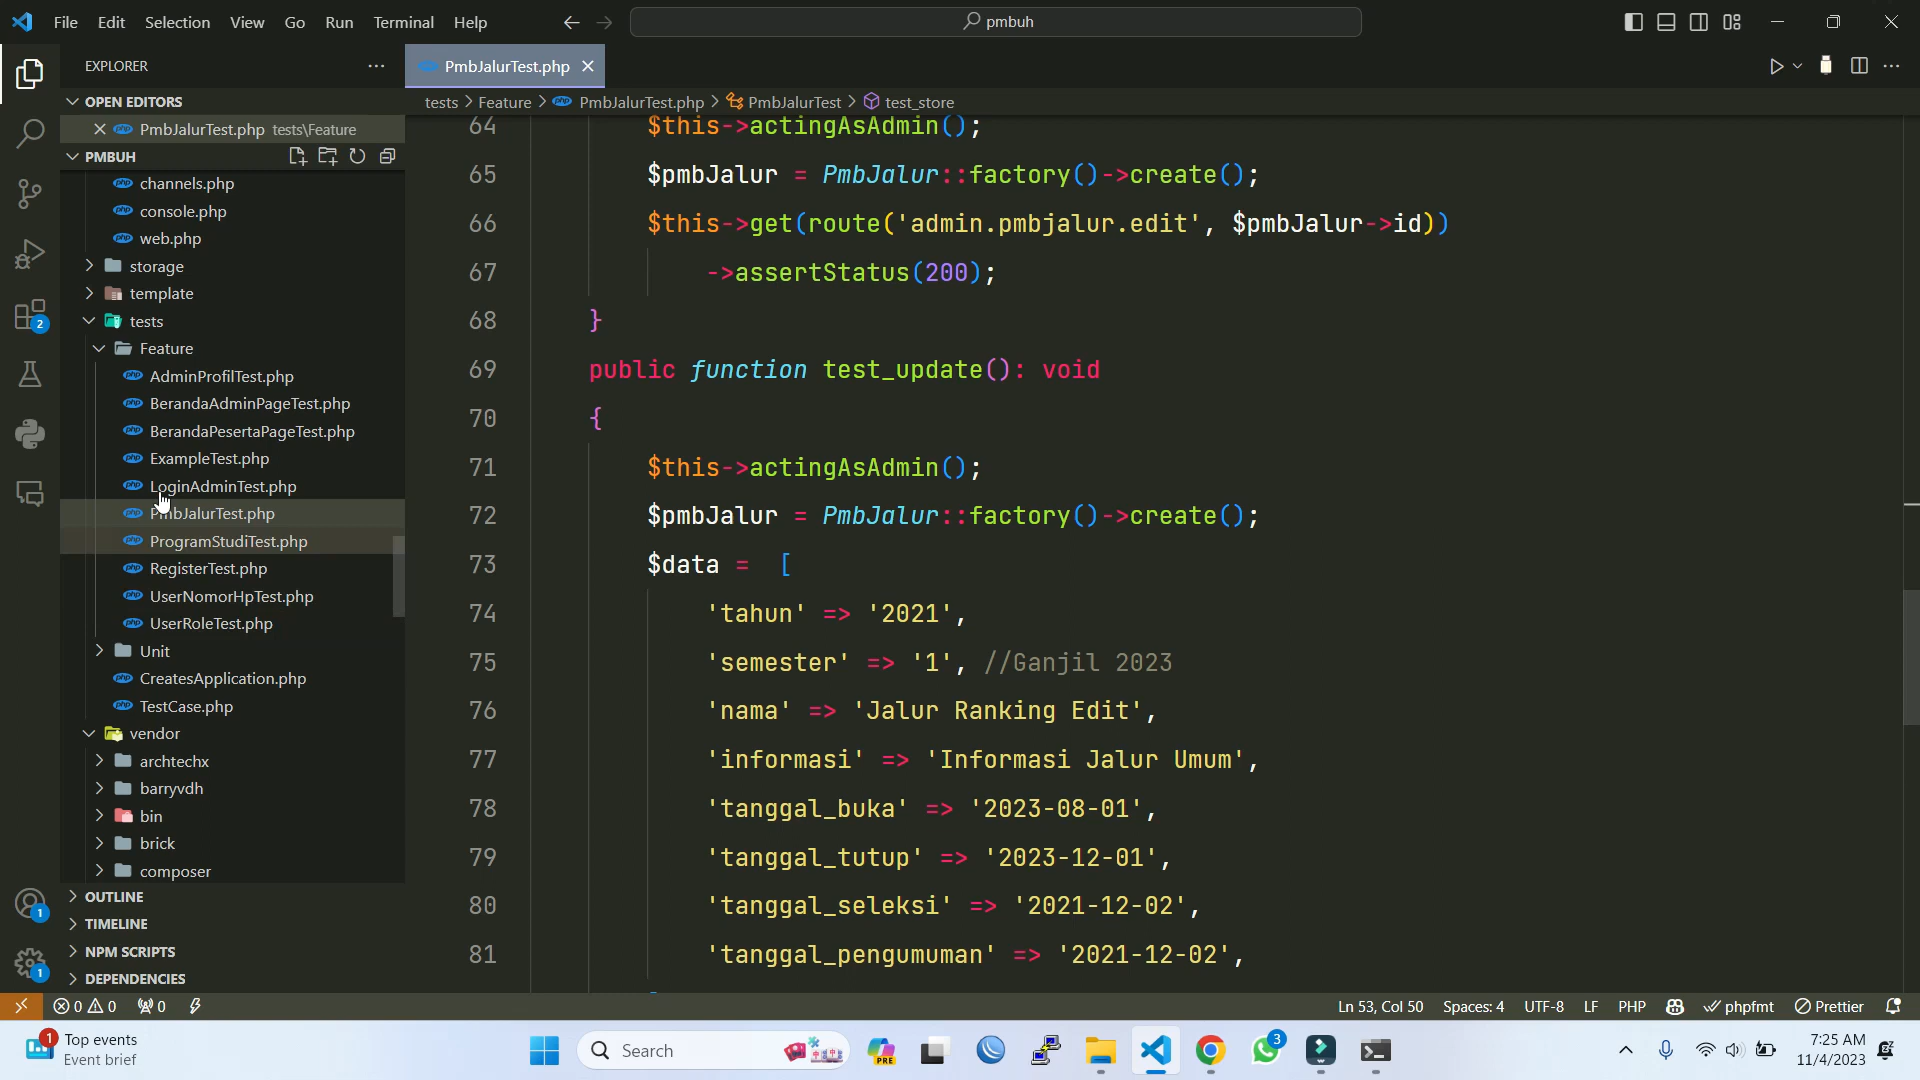 File Edit Selection View Go Run Terminal Help
pmbuh
EXPLORER
PmbJalurTest.php
OPEN EDITORS
PmbJalurTest.php tests\Feature
tests > Feature > PmbJalurTest.php > PmbJalurTest > test_store
PMBUH
channels.php
console.php
web.php
storage
template
tests
Feature
AdminProfilTest.php
BerandaAdminPageTest.php
BerandaPesertaPageTest.php
ExampleTest.php
LoginAdminTest.php
PmbJalurTest.php
ProgramStudiTest.php
RegisterTest.php
UserNomorHpTest.php
UserRoleTest.php
Unit
CreatesApplication.php
TestCase.php
vendor
archtechx
barryvdh
bin
brick
composer
OUTLINE
TIMELINE
NPM SCRIPTS
DEPENDENCIES
2
1
1
64 $this->actingAsAdmin();
65 $pmbJalur = PmbJalur::factory()->create();
66 $this->get(route('admin.pmbjalur.edit', $pmbJalur->id))
67 ->assertStatus(200);
68 }
69 public function test_update(): void
70 {
71 $this->actingAsAdmin();
72 $pmbJalur = PmbJalur::factory()->create();
73 $data = [
74 'tahun' => '2021',
75 'semester' => '1', //Ganjil 2023
76 'nama' => 'Jalur Ranking Edit',
77 'informasi' => 'Informasi Jalur Umum',
78 'tanggal_buka' => '2023-08-01',
79 'tanggal_tutup' => '2023-12-01',
80 'tanggal_seleksi' => '2021-12-02',
81 'tanggal_pengumuman' => '2021-12-02',
0 0 0
Ln 53, Col 50 Spaces: 4 UTF-8 LF PHP phpfmt Prettier
1 Top events
Event brief
Search
PRE
3
7:25 AM
11/4/2023